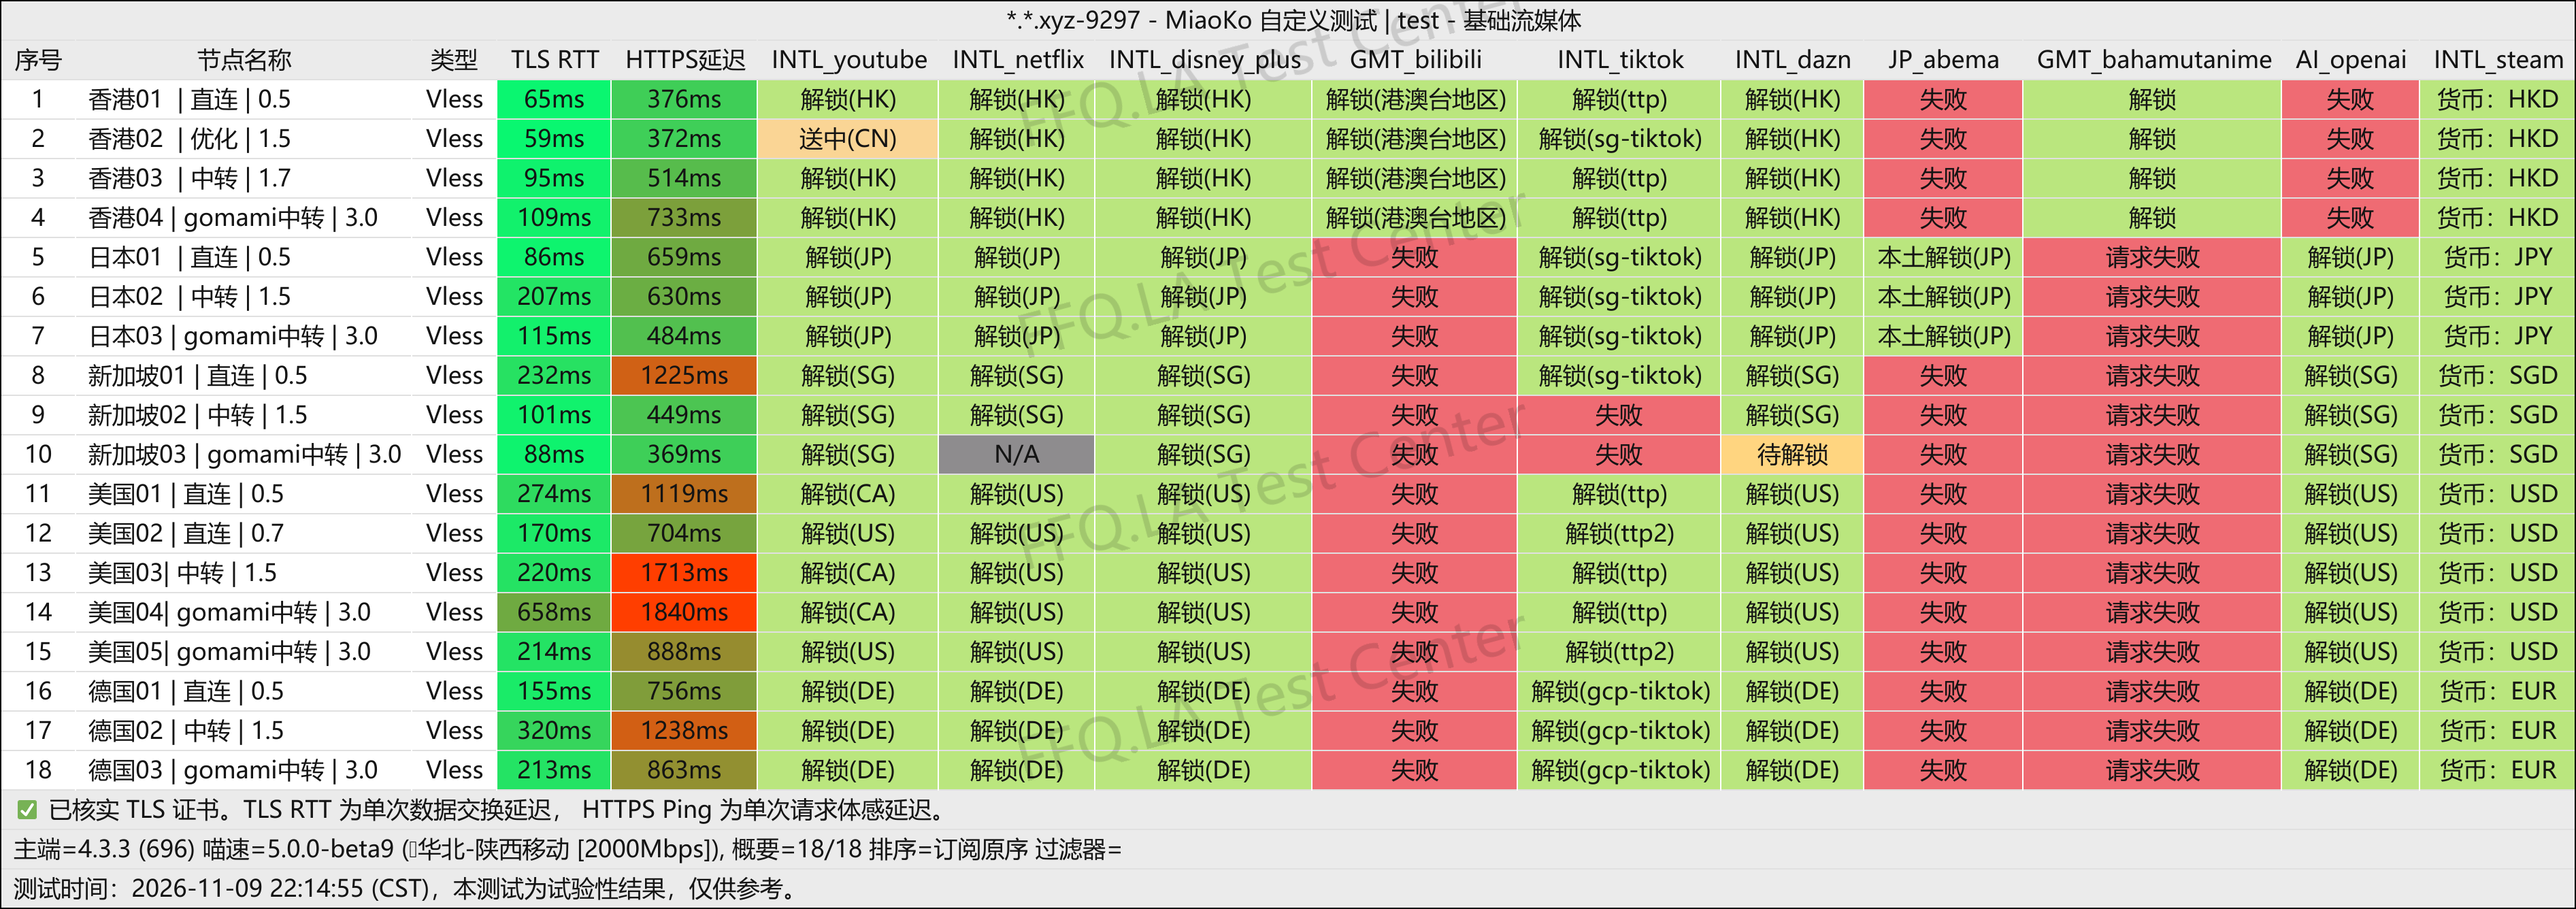 *.*.xyz-9297 - MiaoKo 自定义测试 | test - 基础流媒体
序号 节点名称 类型 TLS RTT HTTPS延迟 INTL_youtube INTL_netflix INTL_disney_plus GMT_bilibili INTL_tiktok INTL_dazn JP_abema GMT_bahamutanime AI_openai INTL_steam
1 香港01 | 直连 | 0.5 Vless 65ms 376ms 解锁(HK) 解锁(HK) 解锁(HK) 解锁(港澳台地区) 解锁(ttp) 解锁(HK) 失败 解锁 失败 货币：HKD
2 香港02 | 优化 | 1.5 Vless 59ms 372ms 送中(CN) 解锁(HK) 解锁(HK) 解锁(港澳台地区) 解锁(sg-tiktok) 解锁(HK) 失败 解锁 失败 货币：HKD
3 香港03 | 中转 | 1.7 Vless 95ms 514ms 解锁(HK) 解锁(HK) 解锁(HK) 解锁(港澳台地区) 解锁(ttp) 解锁(HK) 失败 解锁 失败 货币：HKD
4 香港04 | gomami中转 | 3.0 Vless 109ms 733ms 解锁(HK) 解锁(HK) 解锁(HK) 解锁(港澳台地区) 解锁(ttp) 解锁(HK) 失败 解锁 失败 货币：HKD
5 日本01 | 直连 | 0.5 Vless 86ms 659ms 解锁(JP) 解锁(JP) 解锁(JP) 失败 解锁(sg-tiktok) 解锁(JP) 本土解锁(JP) 请求失败 解锁(JP) 货币：JPY
6 日本02 | 中转 | 1.5 Vless 207ms 630ms 解锁(JP) 解锁(JP) 解锁(JP) 失败 解锁(sg-tiktok) 解锁(JP) 本土解锁(JP) 请求失败 解锁(JP) 货币：JPY
7 日本03 | gomami中转 | 3.0 Vless 115ms 484ms 解锁(JP) 解锁(JP) 解锁(JP) 失败 解锁(sg-tiktok) 解锁(JP) 本土解锁(JP) 请求失败 解锁(JP) 货币：JPY
8 新加坡01 | 直连 | 0.5 Vless 232ms 1225ms 解锁(SG) 解锁(SG) 解锁(SG) 失败 解锁(sg-tiktok) 解锁(SG) 失败 请求失败 解锁(SG) 货币：SGD
9 新加坡02 | 中转 | 1.5 Vless 101ms 449ms 解锁(SG) 解锁(SG) 解锁(SG) 失败 失败 解锁(SG) 失败 请求失败 解锁(SG) 货币：SGD
10 新加坡03 | gomami中转 | 3.0 Vless 88ms 369ms 解锁(SG) N/A 解锁(SG) 失败 失败 待解锁 失败 请求失败 解锁(SG) 货币：SGD
11 美国01 | 直连 | 0.5 Vless 274ms 1119ms 解锁(CA) 解锁(US) 解锁(US) 失败 解锁(ttp) 解锁(US) 失败 请求失败 解锁(US) 货币：USD
12 美国02 | 直连 | 0.7 Vless 170ms 704ms 解锁(US) 解锁(US) 解锁(US) 失败 解锁(ttp2) 解锁(US) 失败 请求失败 解锁(US) 货币：USD
13 美国03| 中转 | 1.5 Vless 220ms 1713ms 解锁(CA) 解锁(US) 解锁(US) 失败 解锁(ttp) 解锁(US) 失败 请求失败 解锁(US) 货币：USD
14 美国04| gomami中转 | 3.0 Vless 658ms 1840ms 解锁(CA) 解锁(US) 解锁(US) 失败 解锁(ttp) 解锁(US) 失败 请求失败 解锁(US) 货币：USD
15 美国05| gomami中转 | 3.0 Vless 214ms 888ms 解锁(US) 解锁(US) 解锁(US) 失败 解锁(ttp2) 解锁(US) 失败 请求失败 解锁(US) 货币：USD
16 德国01 | 直连 | 0.5 Vless 155ms 756ms 解锁(DE) 解锁(DE) 解锁(DE) 失败 解锁(gcp-tiktok) 解锁(DE) 失败 请求失败 解锁(DE) 货币：EUR
17 德国02 | 中转 | 1.5 Vless 320ms 1238ms 解锁(DE) 解锁(DE) 解锁(DE) 失败 解锁(gcp-tiktok) 解锁(DE) 失败 请求失败 解锁(DE) 货币：EUR
18 德国03 | gomami中转 | 3.0 Vless 213ms 863ms 解锁(DE) 解锁(DE) 解锁(DE) 失败 解锁(gcp-tiktok) 解锁(DE) 失败 请求失败 解锁(DE) 货币：EUR
✅ 已核实 TLS 证书。TLS RTT 为单次数据交换延迟， HTTPS Ping 为单次请求体感延迟。
主端=4.3.3 (696) 喵速=5.0.0-beta9 (▯华北-陕西移动 [2000Mbps]), 概要=18/18 排序=订阅原序 过滤器=
测试时间：2026-11-09 22:14:55 (CST)，本测试为试验性结果，仅供参考。
FFQ.LA Test Center
FFQ.LA Test Center
FFQ.LA Test Center
FFQ.LA Test Center